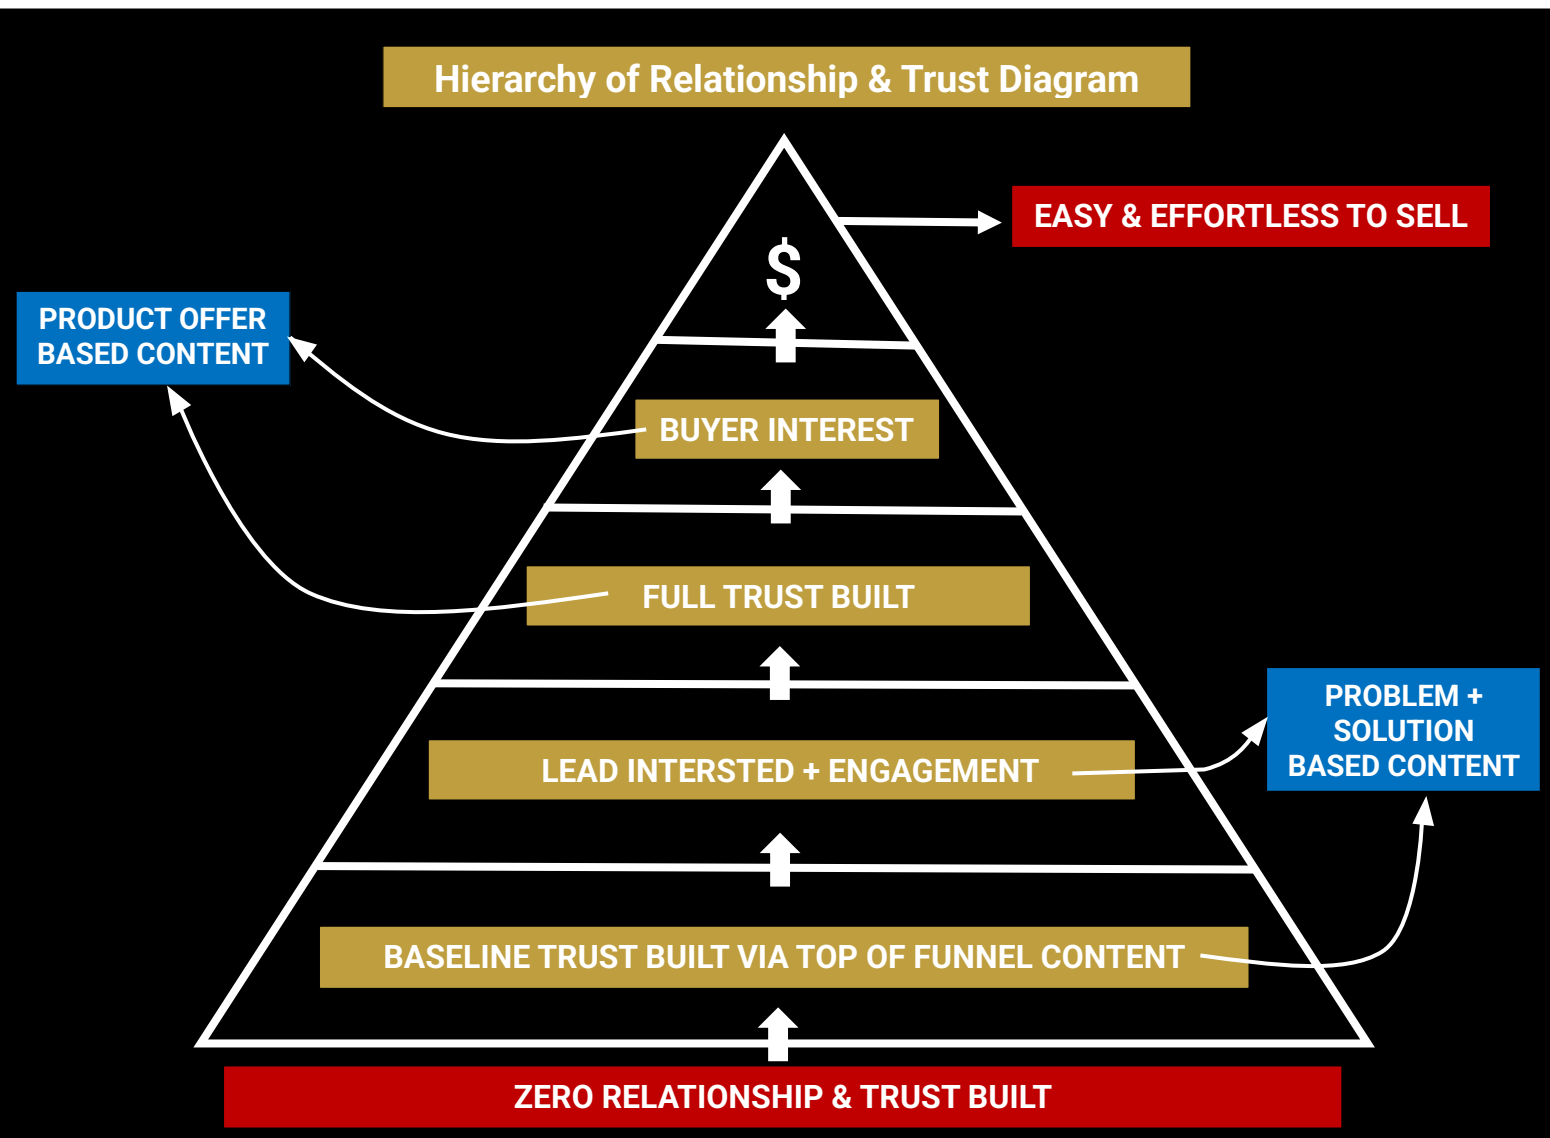 Hierarchy of Relationship & Trust Diagram
EASY & EFFORTLESS TO SELL
$
PRODUCT OFFER
BASED CONTENT
BUYER INTEREST
FULL TRUST BUILT
PROBLEM +
SOLUTION
BASED CONTENT
LEAD INTERSTED + ENGAGEMENT
BASELINE TRUST BUILT VIA TOP OF FUNNEL CONTENT
ZERO RELATIONSHIP & TRUST BUILT